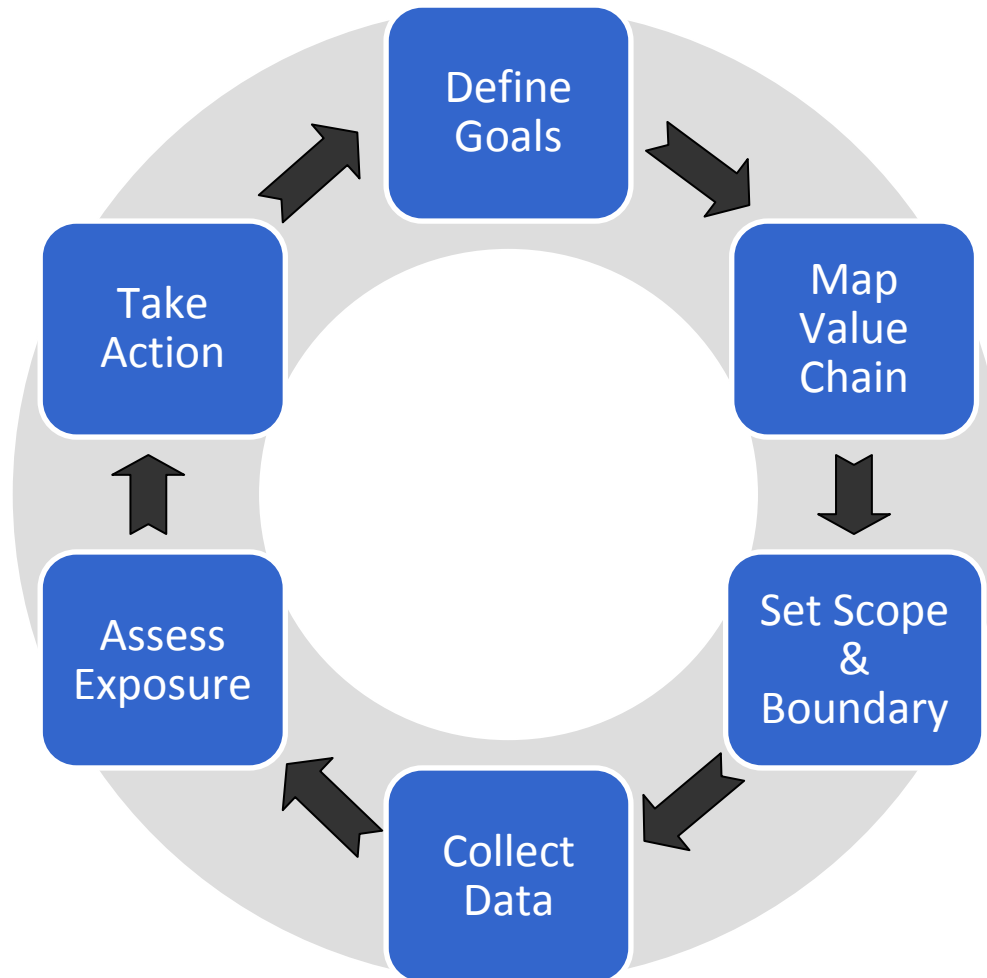 Define
Goals
Map
Value
Chain
Set Scope
&
Boundary
Collect
Data
Assess
Exposure
Take
Action